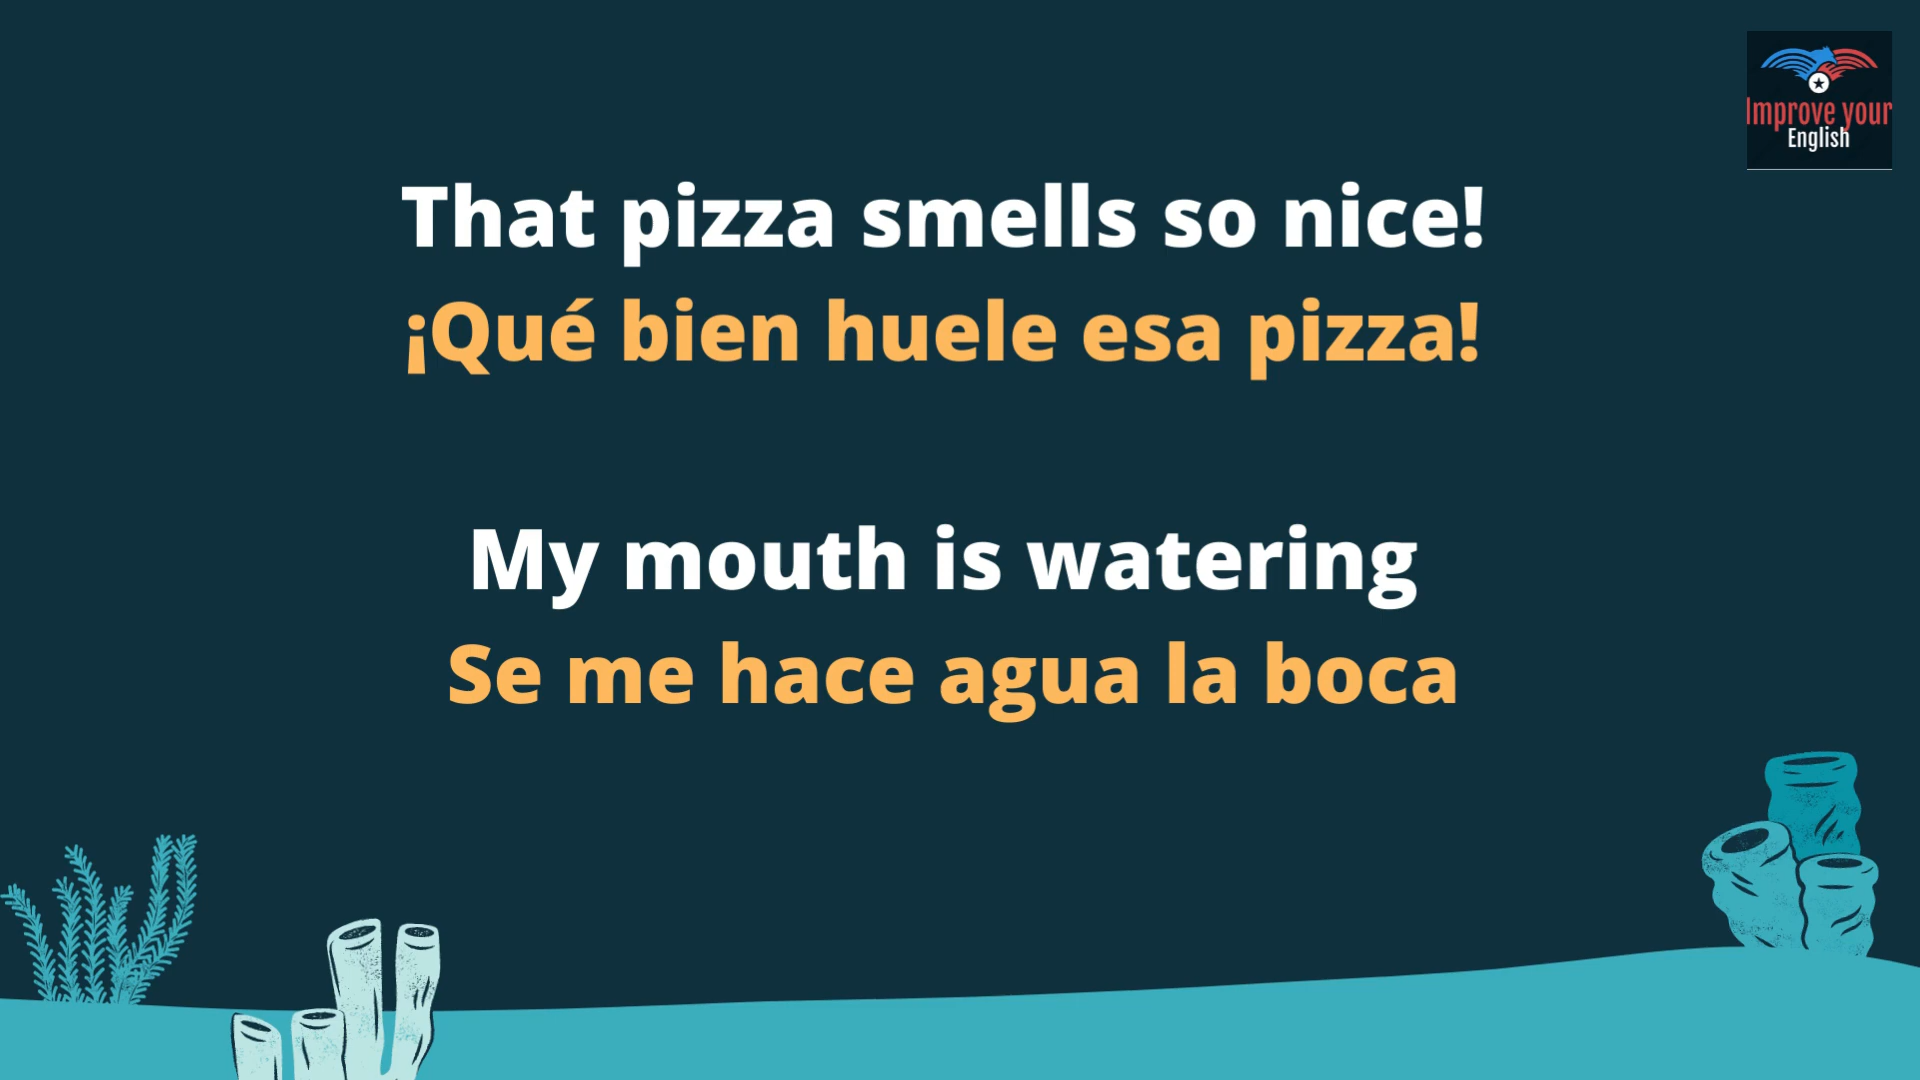 Improve your
English
That pizza smells so nice!
¡Qué bien huele esa pizza!
My mouth is watering
Se me hace agua la boca